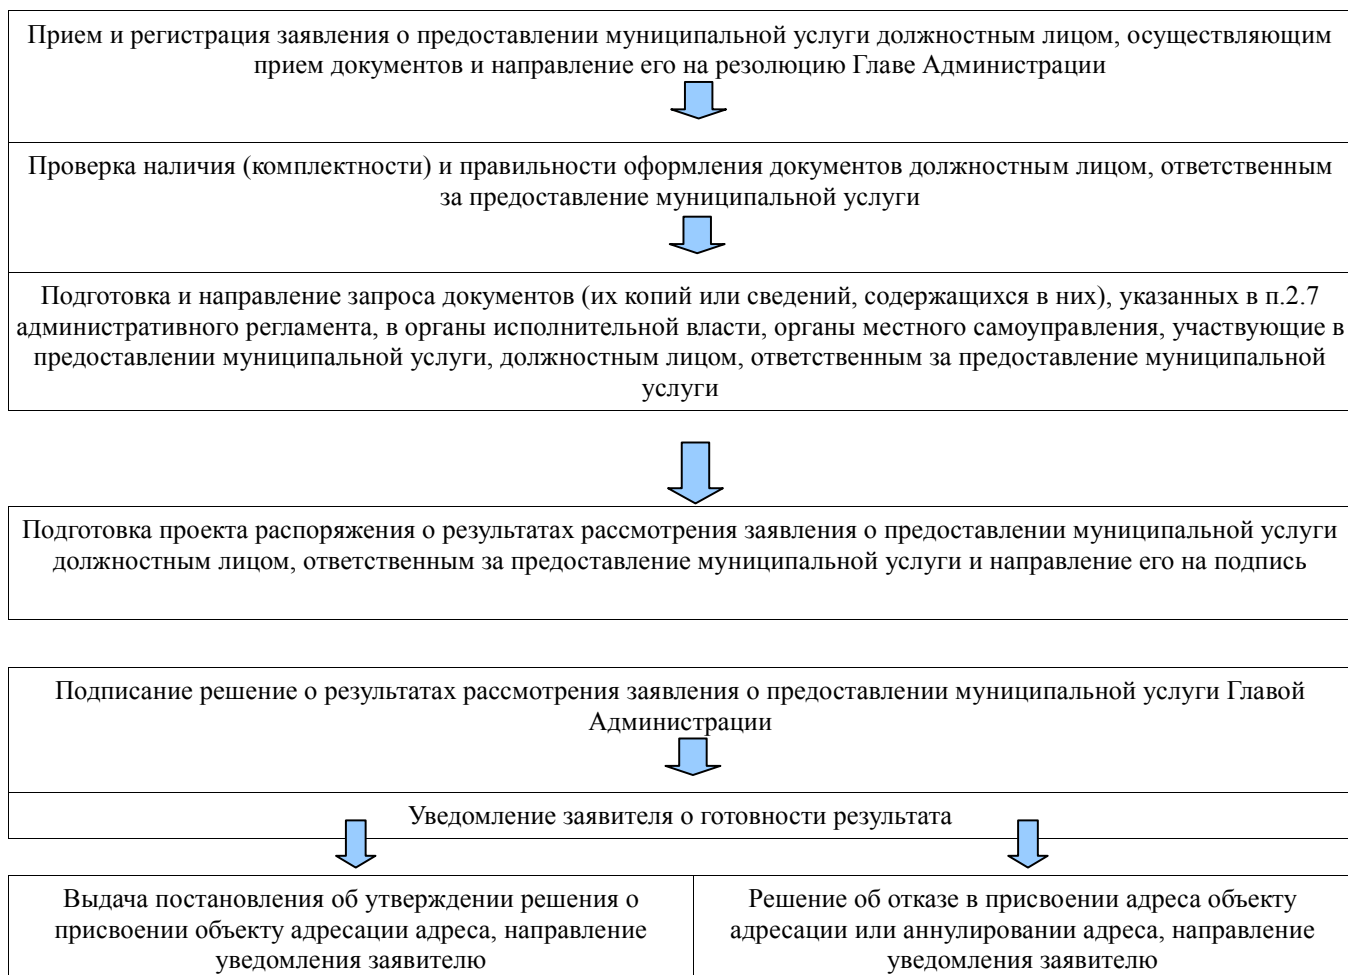 Прием и регистрация заявления о предоставлении муниципальной услуги должностным лицом, осуществляющим
прием документов и направление его на резолюцию Главе Администрации
Проверка наличия (комплектности) и правильности оформления документов должностным лицом, ответственным
за предоставление муниципальной услуги
Подготовка и направление запроса документов (их копий или сведений, содержащихся в них), указанных в п.2.7
административного регламента, в органы исполнительной власти, органы местного самоуправления, участвующие в
предоставлении муниципальной услуги, должностным лицом, ответственным за предоставление муниципальной
услуги
Подготовка проекта распоряжения о результатах рассмотрения заявления о предоставлении муниципальной услуги
должностным лицом, ответственным за предоставление муниципальной услуги и направление его на подпись
Подписание решение о результатах рассмотрения заявления о предоставлении муниципальной услуги Главой
Администрации
Уведомление заявителя о готовности результата
Выдача постановления об утверждении решения о
присвоении объекту адресации адреса, направление
уведомления заявителю
Решение об отказе в присвоении адреса объекту
адресации или аннулировании адреса, направление
уведомления заявителю